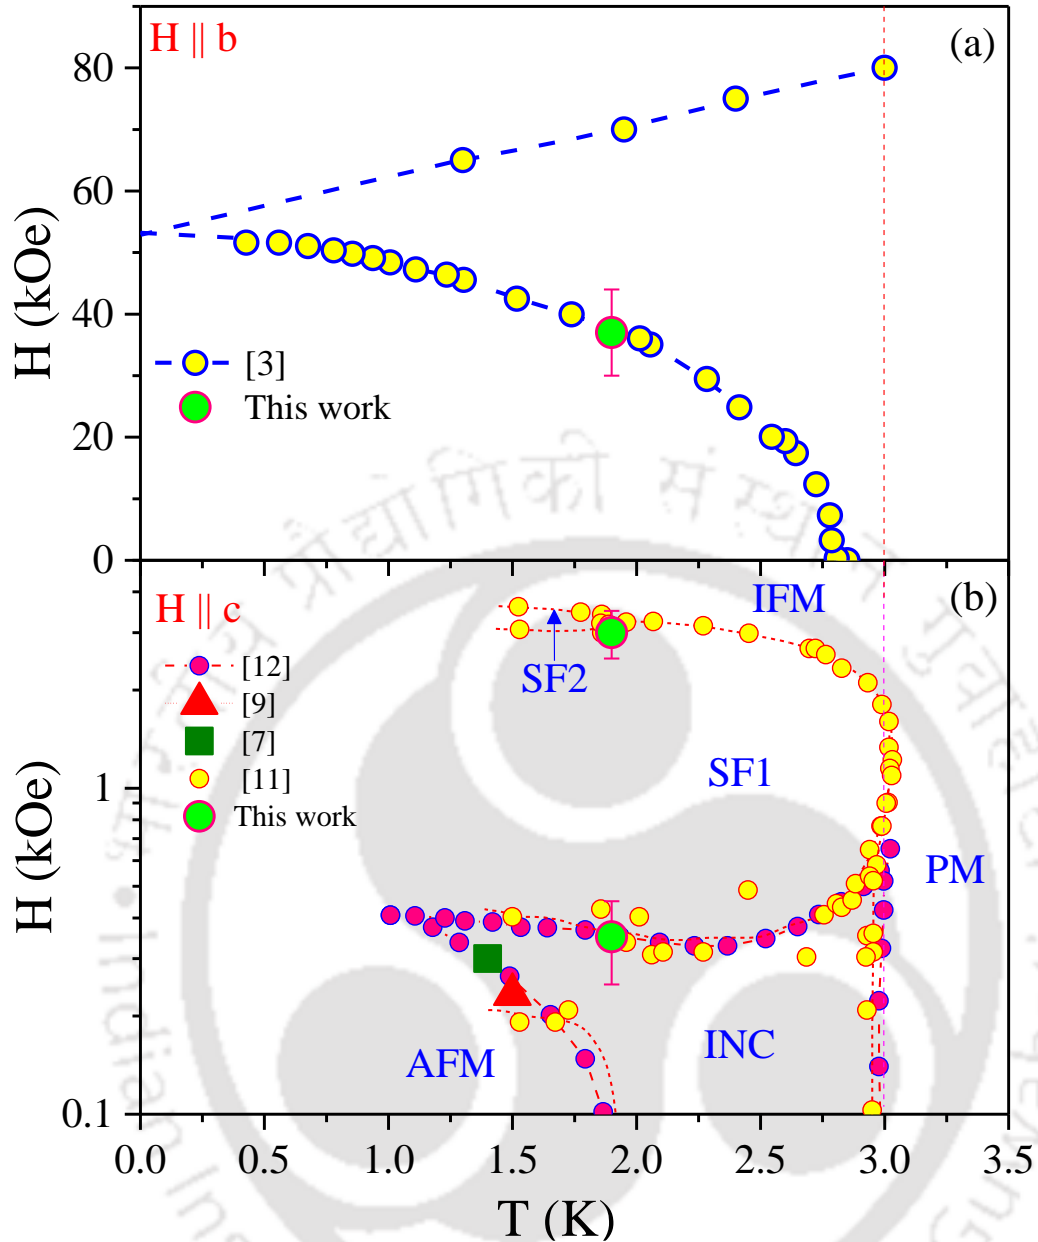 H || b
(a)
80
60
40
20
0
H (kOe)
[3]
This work
H || c
(b)
IFM
SF2
[12]
[9]
[7]
[11]
This work
SF1
PM
INC
AFM
1
0.1
H (kOe)
0.0 0.5 1.0 1.5 2.0 2.5 3.0 3.5
T (K)
• Indian Ins